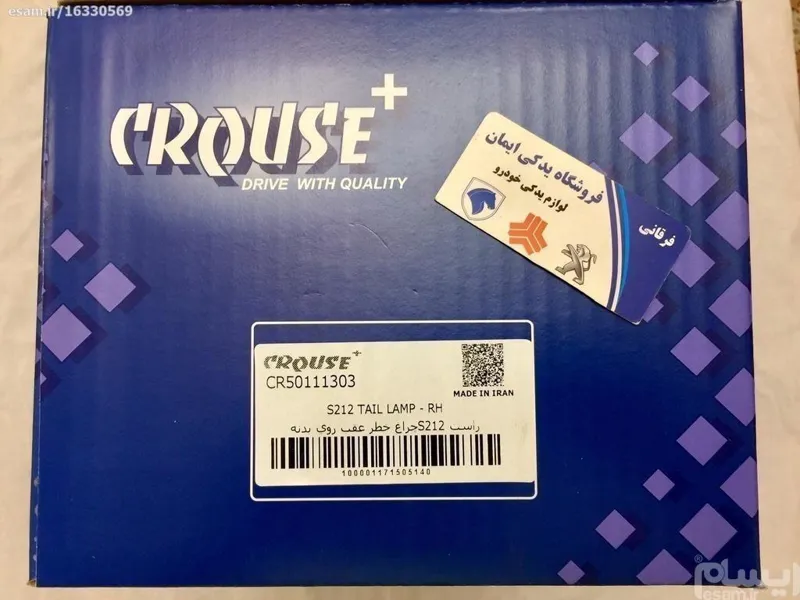 esam.ir/16330569
CROUSE+
DRIVE WITH QUALITY
فروشگاه یدکی ایمان
لوازم یدکی خودرو
فرقانی
CROUSE+
CR50111303
MADE IN IRAN
S212 TAIL LAMP - RH
چراغ خطر عقب روي بدنه S212 راست
100001171505140
ایسام
esam.ir